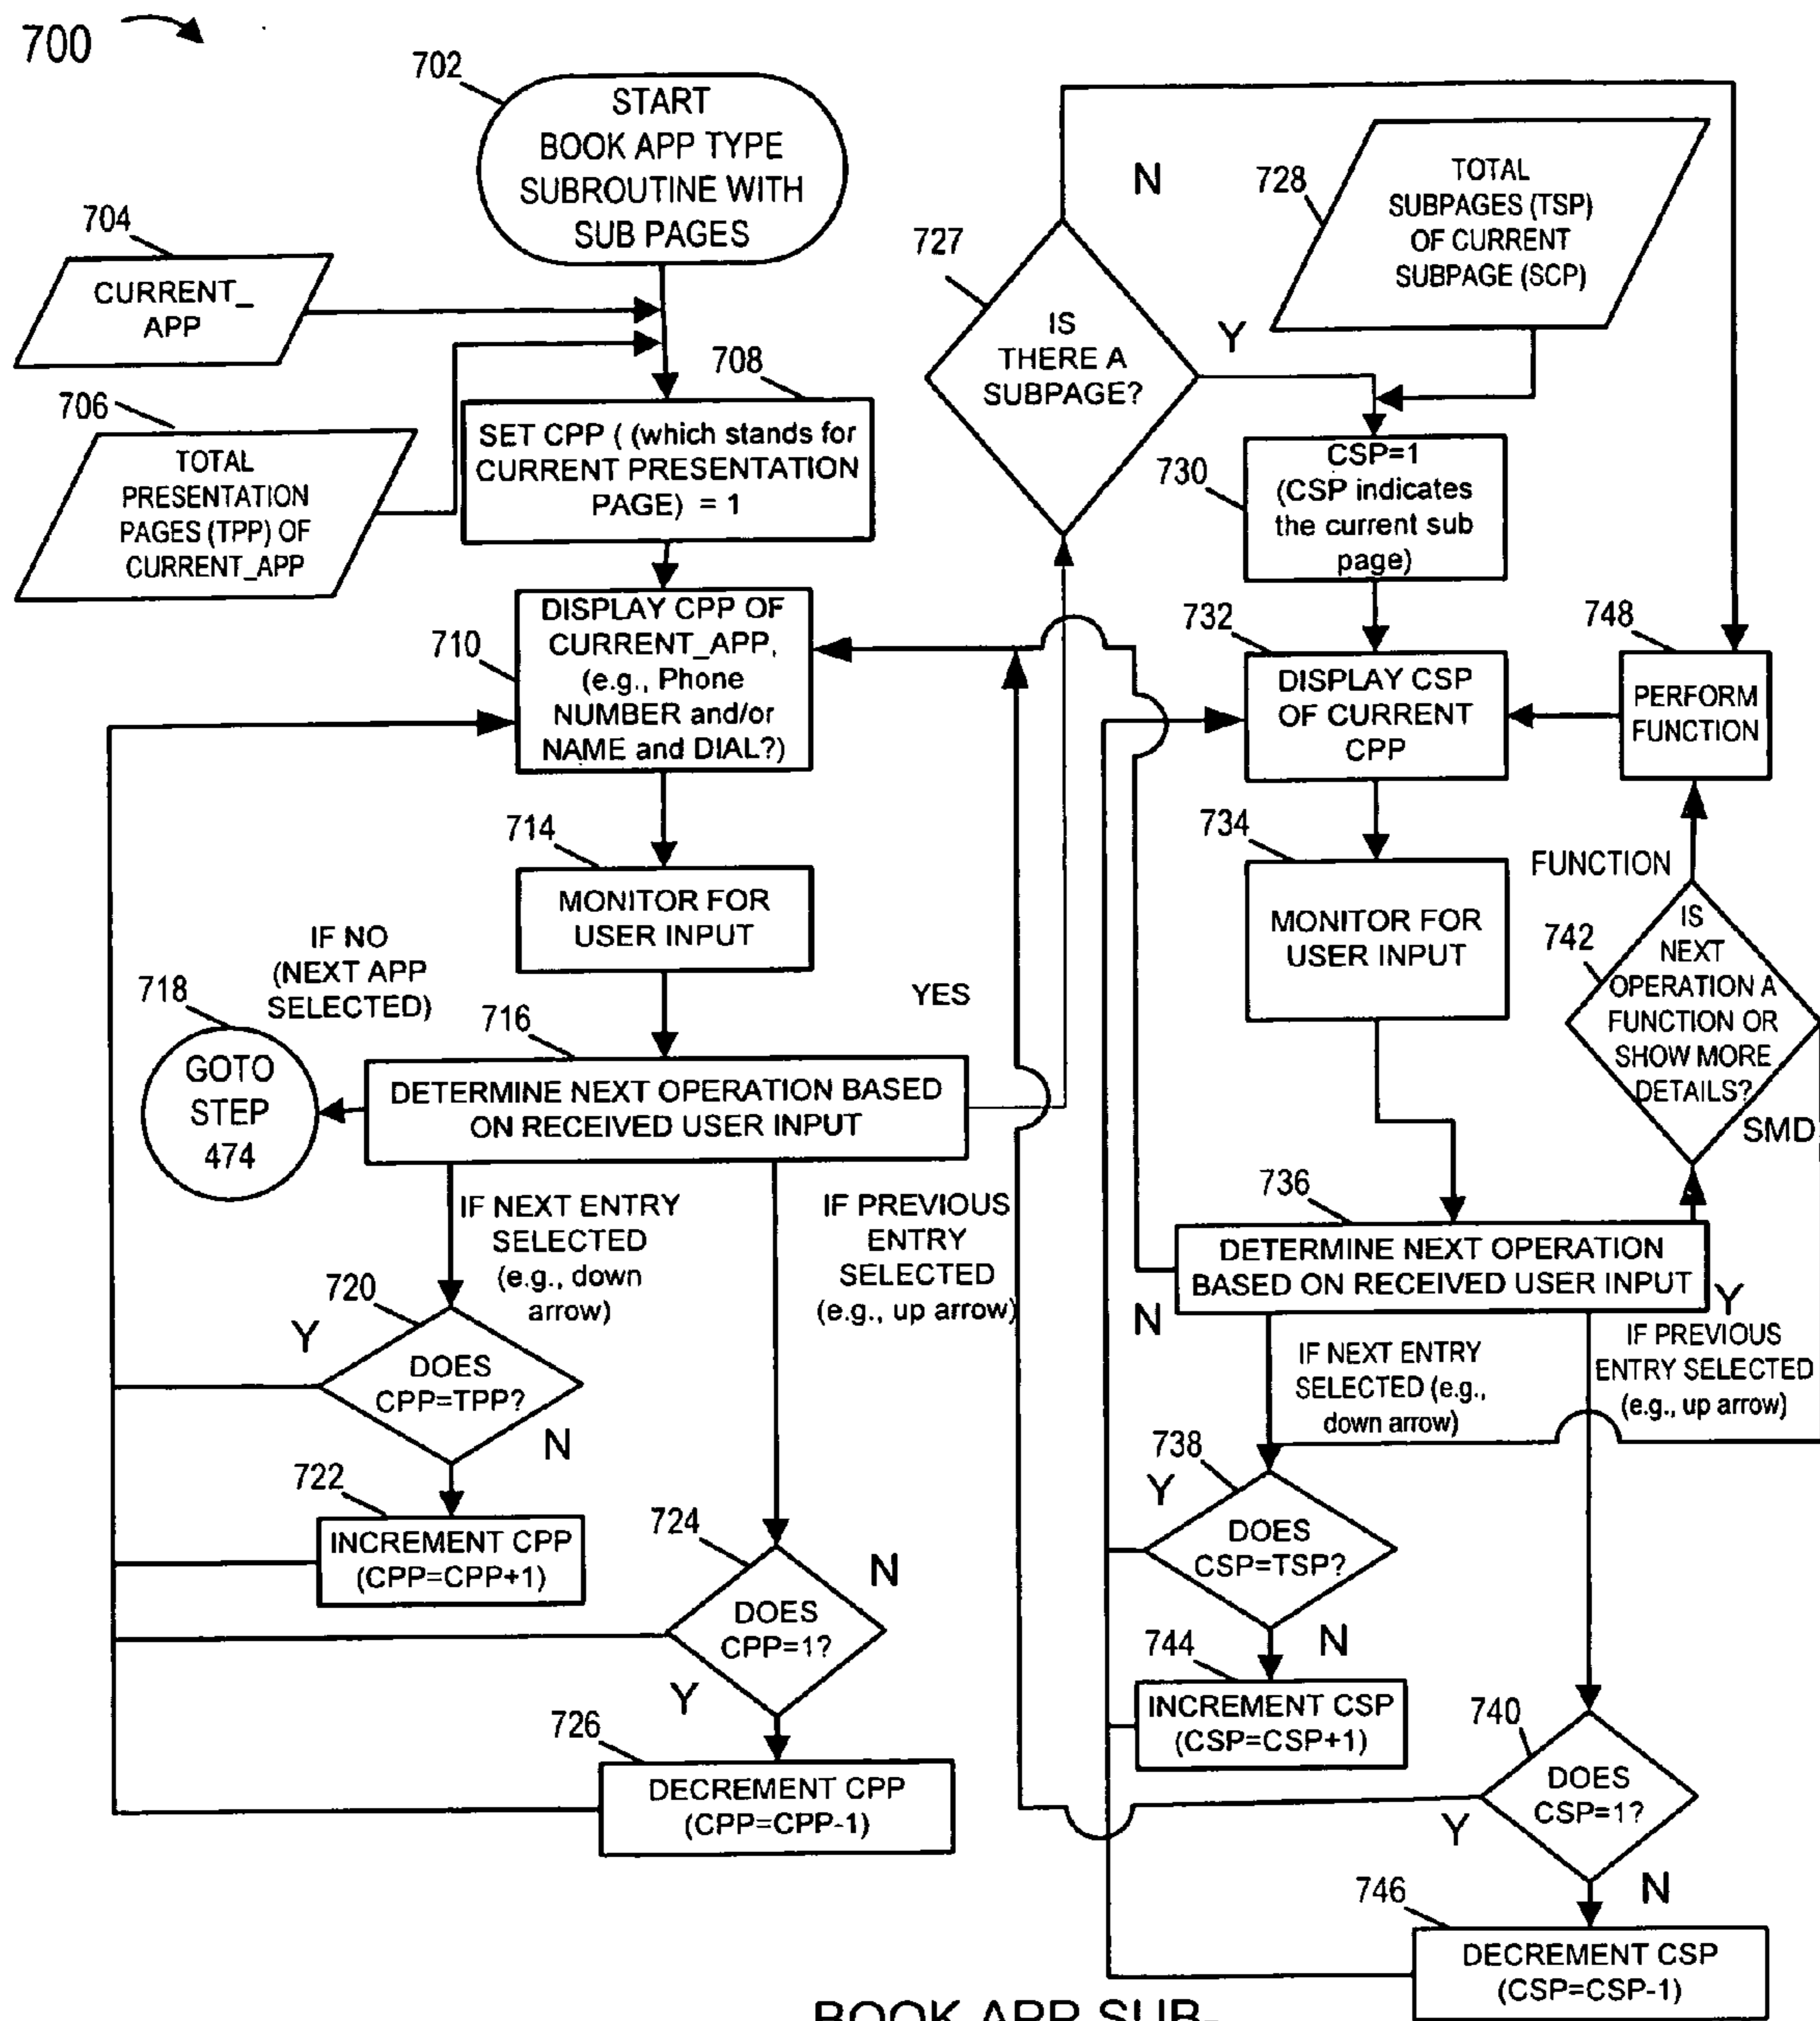 700
702
START
BOOK APP TYPE
SUBROUTINE WITH
SUB PAGES
704
CURRENT_
APP
706
TOTAL
PRESENTATION
PAGES (TPP) OF
CURRENT_APP
708
SET CPP ( (which stands for
CURRENT PRESENTATION
PAGE) = 1
710
DISPLAY CPP OF
CURRENT_APP,
(e.g., Phone
NUMBER and/or
NAME and DIAL?)
714
MONITOR FOR
USER INPUT
IF NO
(NEXT APP
SELECTED)
718
GOTO
STEP
474
716
YES
DETERMINE NEXT OPERATION BASED
ON RECEIVED USER INPUT
IF NEXT ENTRY
SELECTED
(e.g., down
arrow)
IF PREVIOUS
ENTRY
SELECTED
(e.g., up arrow)
720
Y
DOES
CPP=TPP?
N
722
INCREMENT CPP
(CPP=CPP+1)
724
N
DOES
CPP=1?
Y
726
DECREMENT CPP
(CPP=CPP-1)
727
N
IS
THERE A
SUBPAGE?
Y
728
TOTAL
SUBPAGES (TSP)
OF CURRENT
SUBPAGE (SCP)
730
CSP=1
(CSP indicates
the current sub
page)
732
DISPLAY CSP
OF CURRENT
CPP
748
PERFORM
FUNCTION
734
MONITOR FOR
USER INPUT
FUNCTION
742
IS
NEXT
OPERATION A
FUNCTION OR
SHOW MORE
DETAILS?
SMD
736
DETERMINE NEXT OPERATION
BASED ON RECEIVED USER INPUT
N
Y
IF NEXT ENTRY
SELECTED (e.g.,
down arrow)
IF PREVIOUS
ENTRY SELECTED
(e.g., up arrow)
738
Y
DOES
CSP=TSP?
N
744
INCREMENT CSP
(CSP=CSP+1)
740
DOES
CSP=1?
Y
N
746
DECREMENT CSP
(CSP=CSP-1)
BOOK APP SUB-